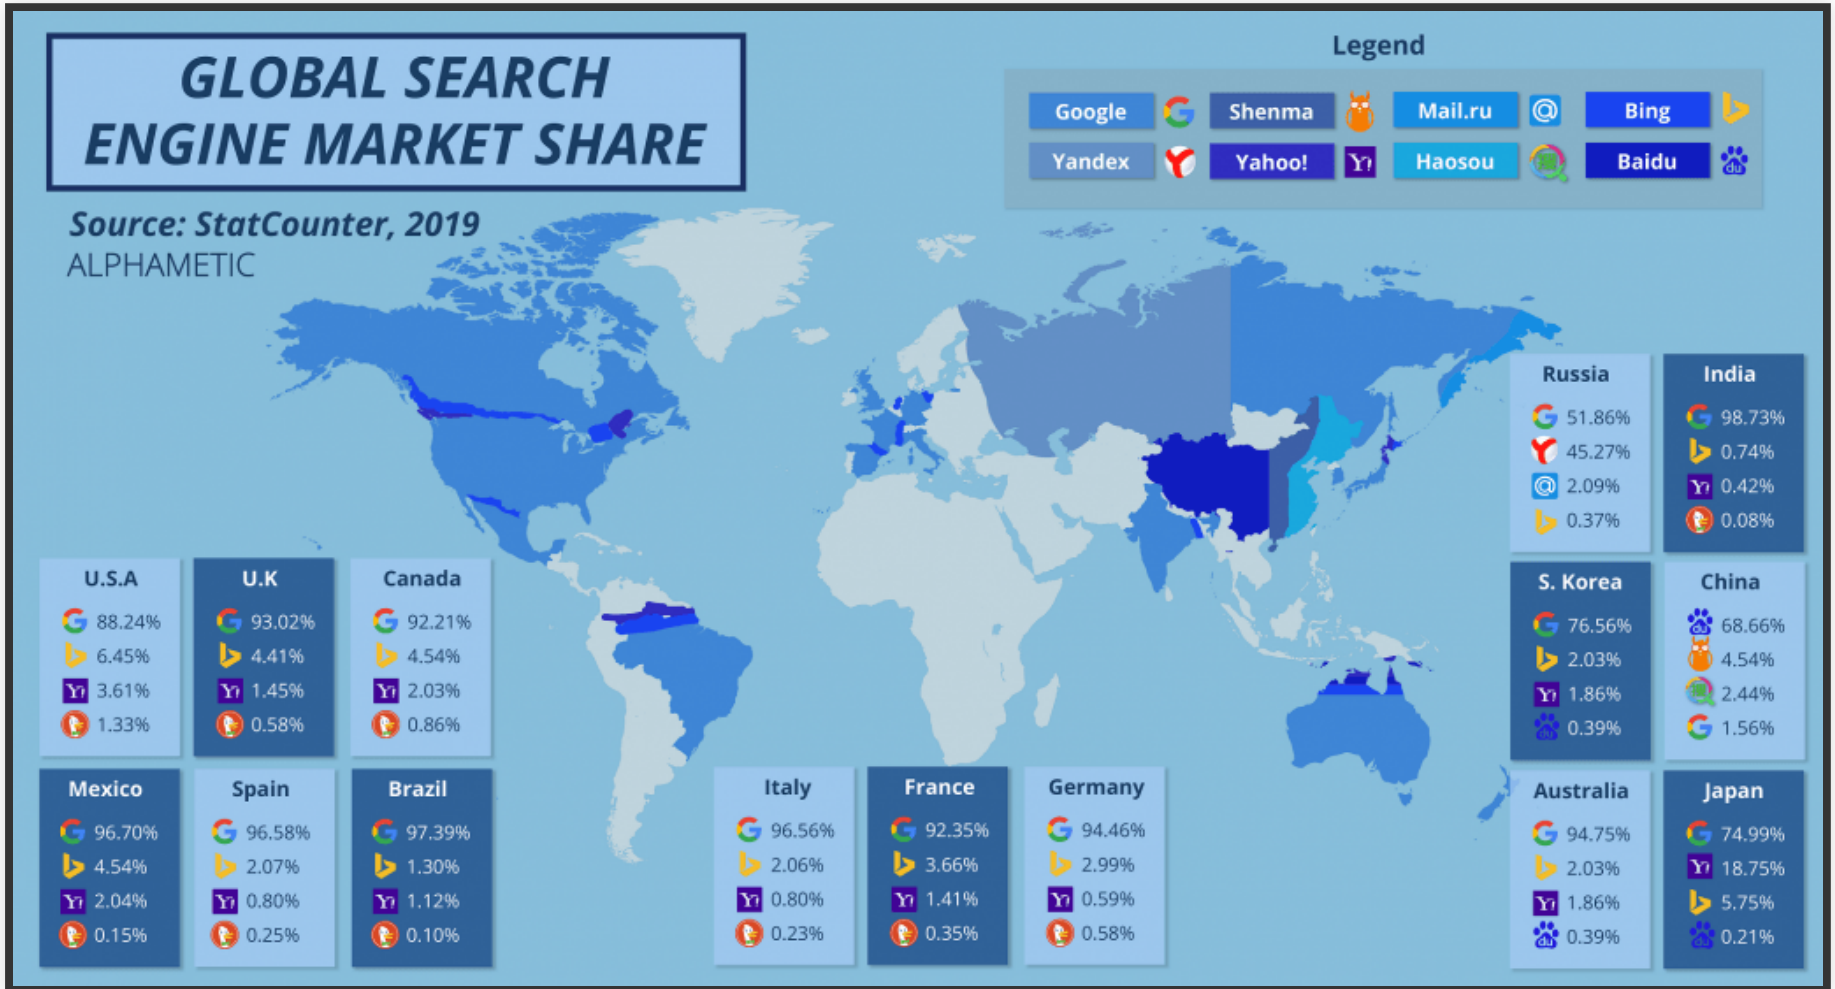 GLOBAL SEARCH
ENGINE MARKET SHARE
Source: StatCounter, 2019
ALPHAMETIC
Legend
Google
Shenma
Mail.ru
@
Bing
Yandex
Yahoo!
Y!
Haosou
Baidu
du
U.S.A
88.24%
6.45%
Y! 3.61%
1.33%
U.K
93.02%
4.41%
Y! 1.45%
0.58%
Canada
92.21%
4.54%
Y! 2.03%
0.86%
Mexico
96.70%
4.54%
Y! 2.04%
0.15%
Spain
96.58%
2.07%
Y! 0.80%
0.25%
Brazil
97.39%
1.30%
Y! 1.12%
0.10%
Italy
96.56%
2.06%
Y! 0.80%
0.23%
France
92.35%
3.66%
Y! 1.41%
0.35%
Germany
94.46%
2.99%
Y! 0.59%
0.58%
Russia
51.86%
45.27%
@ 2.09%
0.37%
India
98.73%
0.74%
Y! 0.42%
0.08%
S. Korea
76.56%
2.03%
Y! 1.86%
du 0.39%
China
du 68.66%
4.54%
2.44%
1.56%
Australia
94.75%
2.03%
Y! 1.86%
du 0.39%
Japan
74.99%
Y! 18.75%
5.75%
du 0.21%